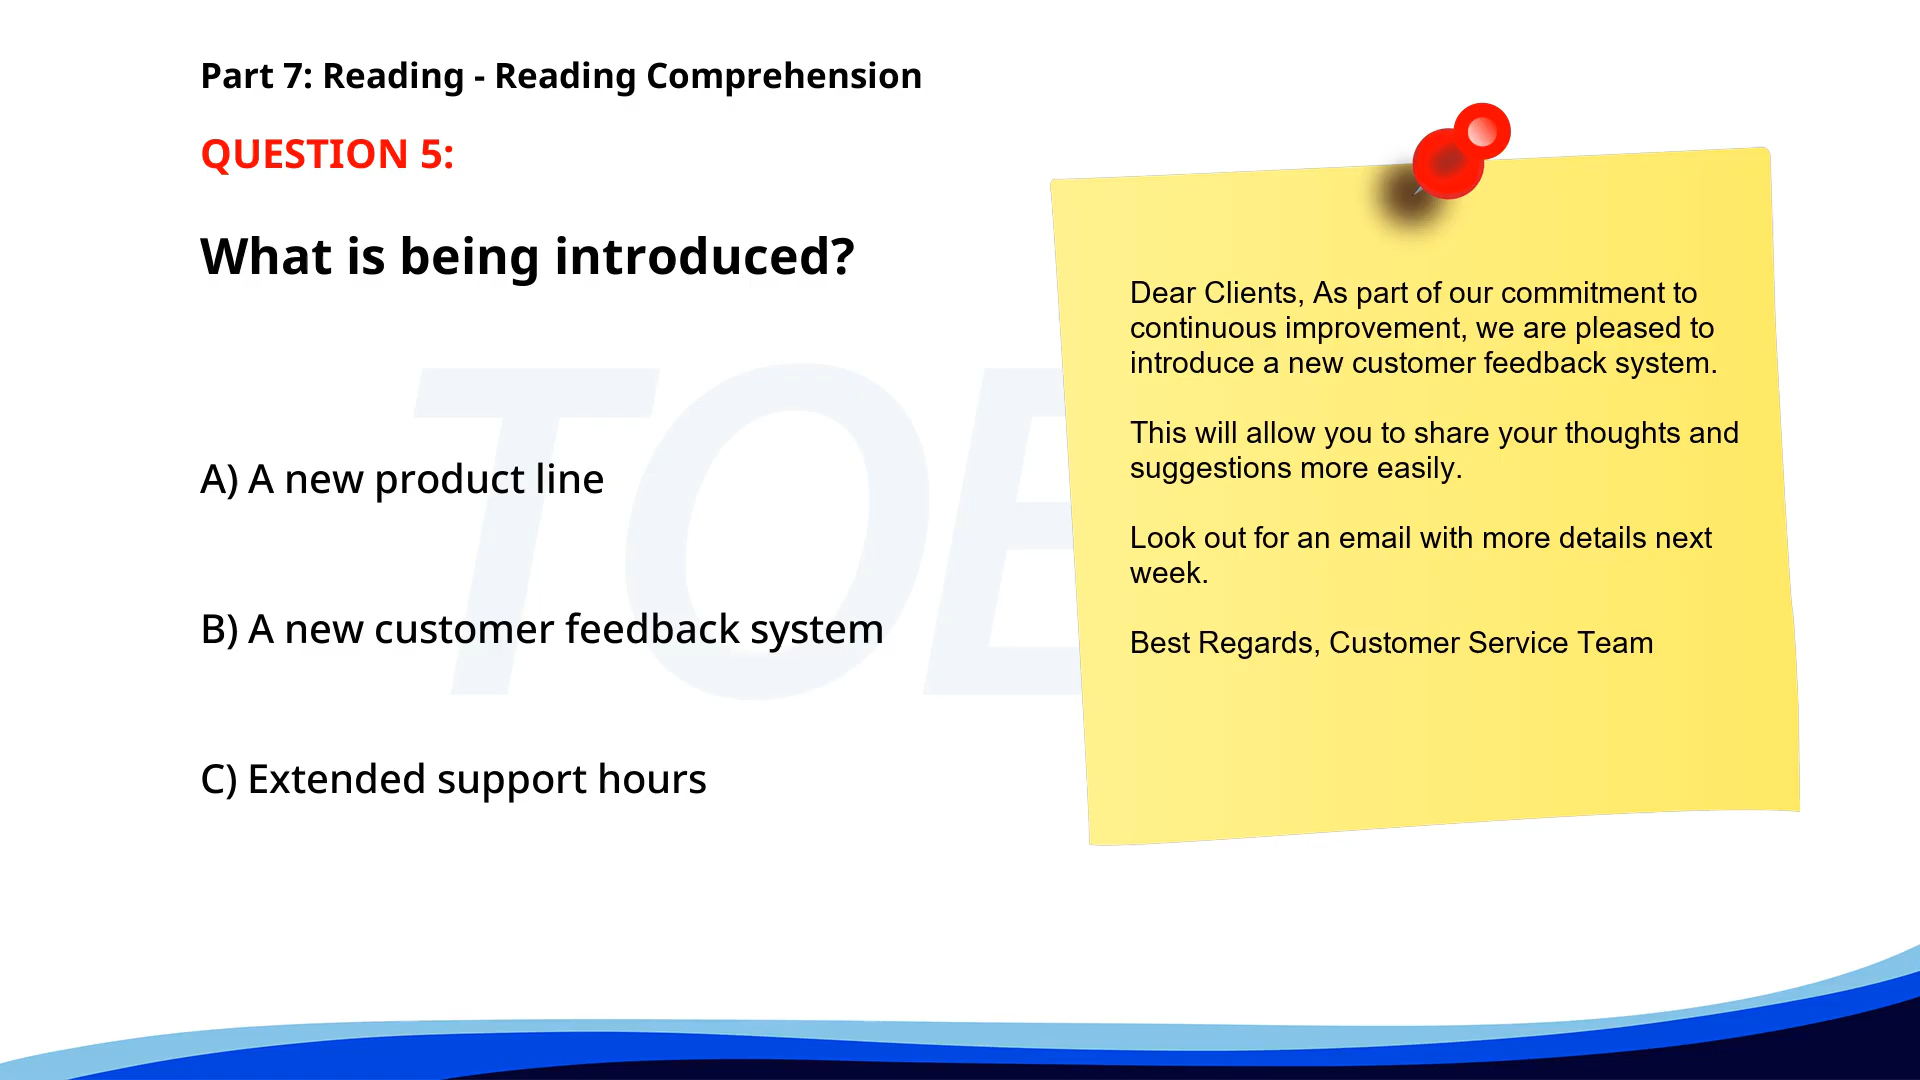 Part 7: Reading - Reading Comprehension
QUESTION 5:
What is being introduced?
A) A new product line
B) A new customer feedback system
C) Extended support hours
Dear Clients, As part of our commitment to
continuous improvement, we are pleased to
introduce a new customer feedback system.
This will allow you to share your thoughts and
suggestions more easily.
Look out for an email with more details next
week.
Best Regards, Customer Service Team